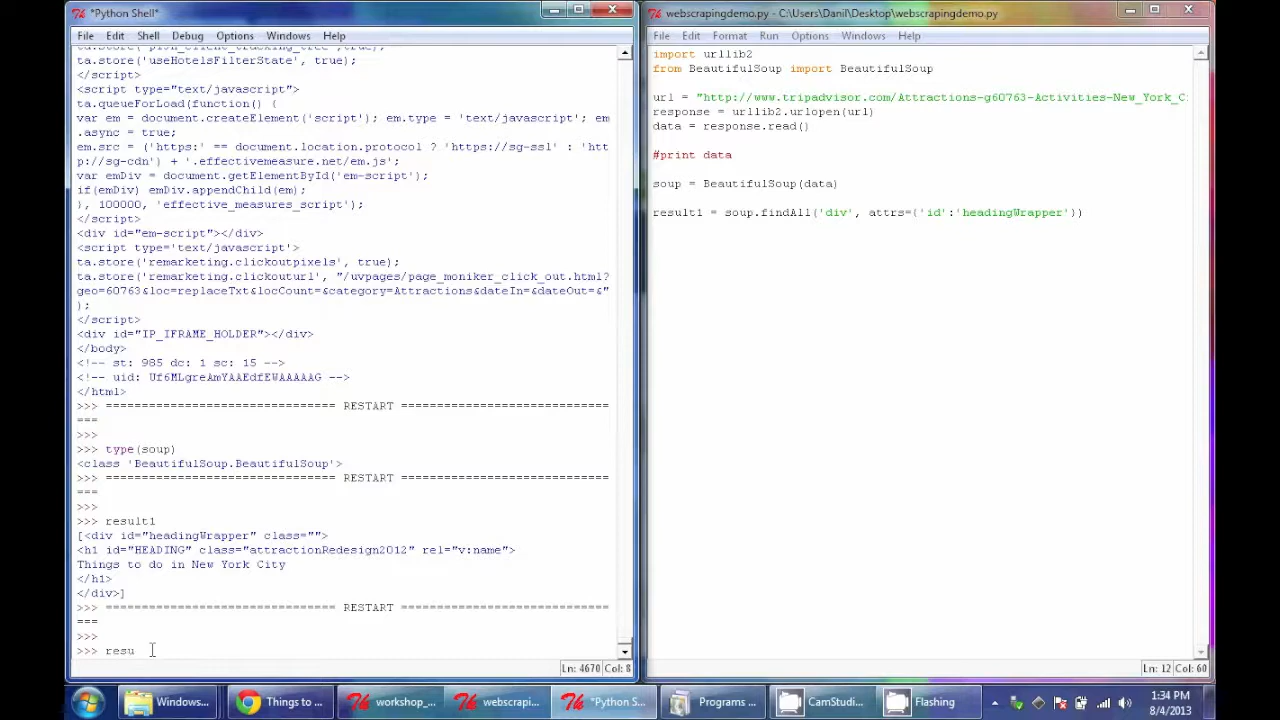 *Python Shell*
File Edit Shell Debug Options Windows Help
ta.store('useHotelsFilterState', true);
</script>
<script type="text/javascript">
ta.queueForLoad(function() {
var em = document.createElement('script'); em.type = 'text/javascript'; em
.async = true;
em.src = ('https:' == document.location.protocol ? 'https://sg-ssl' : 'htt
p://sg-cdn') + '.effectivemeasure.net/em.js';
var emDiv = document.getElementById('em-script');
if(emDiv) emDiv.appendChild(em);
}, 100000, 'effective_measures_script');
</script>
<div id="em-script"></div>
<script type='text/javascript'>
ta.store('remarketing.clickoutpixels', true);
ta.store('remarketing.clickouturl', "/uvpages/page_moniker_click_out.html?
geo=60763&loc=replaceTxt&locCount=&category=Attractions&dateIn=&dateOut=&"
);
</script>
<div id="IP_IFRAME_HOLDER"></div>
</body>
<!-- st: 985 dc: 1 sc: 15 -->
<!-- uid: Uf6MLgreAmYAAEdfEWAAAAAG -->
</html>
>>> ================================ RESTART =============================
===
>>>
>>> type(soup)
<class 'BeautifulSoup.BeautifulSoup'>
>>> ================================ RESTART =============================
===
>>>
>>> result1
[<div id="headingWrapper" class="">
<h1 id="HEADING" class="attractionRedesign2012" rel="v:name">
Things to do in New York City
</h1>
</div>]
>>> ================================ RESTART =============================
===
>>>
>>> resu
Ln: 4670 Col: 8
webscrapingdemo.py - C:\Users\Danil\Desktop\webscrapingdemo.py
File Edit Format Run Options Windows Help
import urllib2
from BeautifulSoup import BeautifulSoup
url = "http://www.tripadvisor.com/Attractions-g60763-Activities-New_York_C
response = urllib2.urlopen(url)
data = response.read()
#print data
soup = BeautifulSoup(data)
result1 = soup.findAll('div', attrs={'id':'headingWrapper'})
Ln: 12 Col: 60
Windows... Things to ... workshop_... webscrapi... *Python S... Programs ... CamStudi... Flashing
1:34 PM
8/4/2013